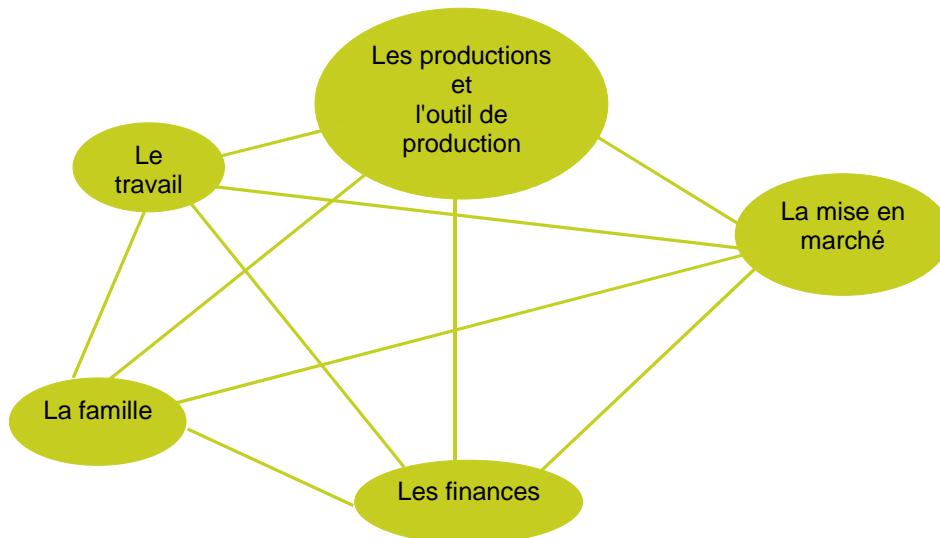 Les productions
et
l'outil de
production
Le
travail
La mise en
marché
La famille
Les finances